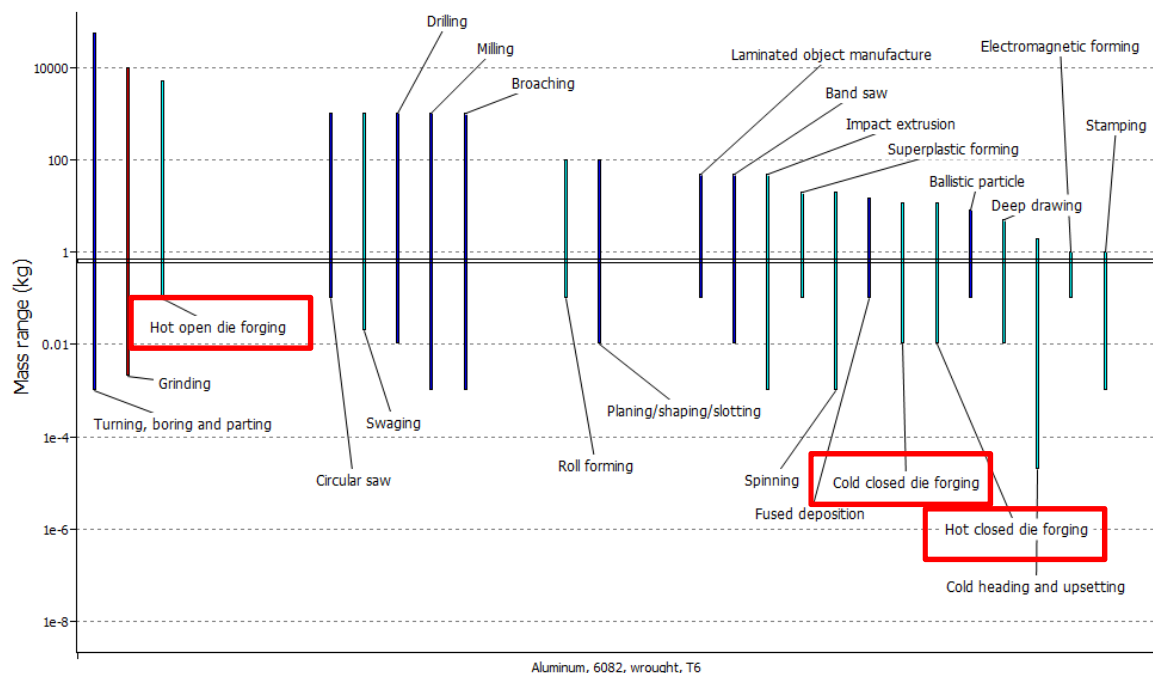 Drilling
Milling
Broaching
Laminated object manufacture
Electromagnetic forming
Band saw
Impact extrusion
Stamping
Superplastic forming
Ballistic particle
Deep drawing
Mass range (kg)
10000
100
1
0.01
1e-4
1e-6
1e-8
Hot open die forging
Grinding
Turning, boring and parting
Swaging
Circular saw
Planing/shaping/slotting
Roll forming
Spinning
Cold closed die forging
Fused deposition
Hot closed die forging
Cold heading and upsetting
Aluminum, 6082, wrought, T6